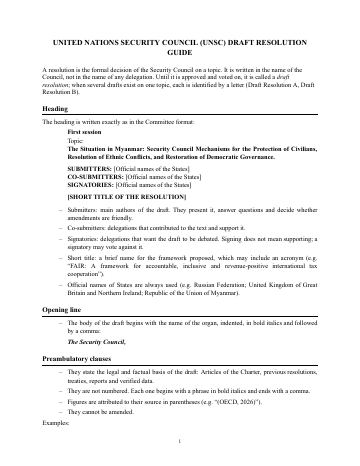 UNITED NATIONS SECURITY COUNCIL (UNSC) DRAFT RESOLUTION
GUIDE
A resolution is the formal decision of the Security Council on a topic. It is written in the name of the
Council, not in the name of any delegation. Until it is approved and voted on, it is called a draft
resolution; when several drafts exist on one topic, each is identified by a letter (Draft Resolution A, Draft
Resolution B).
Heading
The heading is written exactly as in the Committee format:
First session
Topic:
The Situation in Myanmar: Security Council Mechanisms for the Protection of Civilians,
Resolution of Ethnic Conflicts, and Restoration of Democratic Governance.
SUBMITTERS: [Official names of the States]
CO-SUBMITTERS: [Official names of the States]
SIGNATORIES: [Official names of the States]
[SHORT TITLE OF THE RESOLUTION]
– Submitters: main authors of the draft. They present it, answer questions and decide whether
amendments are friendly.
– Co-submitters: delegations that contributed to the text and support it.
– Signatories: delegations that want the draft to be debated. Signing does not mean supporting; a
signatory may vote against it.
– Short title: a brief name for the framework proposed, which may include an acronym (e.g.
“FAIR: A framework for accountable, inclusive and revenue-positive international tax
cooperation”).
– Official names of States are always used (e.g. Russian Federation; United Kingdom of Great
Britain and Northern Ireland; Republic of the Union of Myanmar).
Opening line
– The body of the draft begins with the name of the organ, indented, in bold italics and followed
by a comma:
The Security Council,
Preambulatory clauses
– They state the legal and factual basis of the draft: Articles of the Charter, previous resolutions,
treaties, reports and verified data.
– They are not numbered. Each one begins with a phrase in bold italics and ends with a comma.
– Figures are attributed to their source in parentheses (e.g. “(OECD, 2026)”).
– They cannot be amended.
Examples:
1